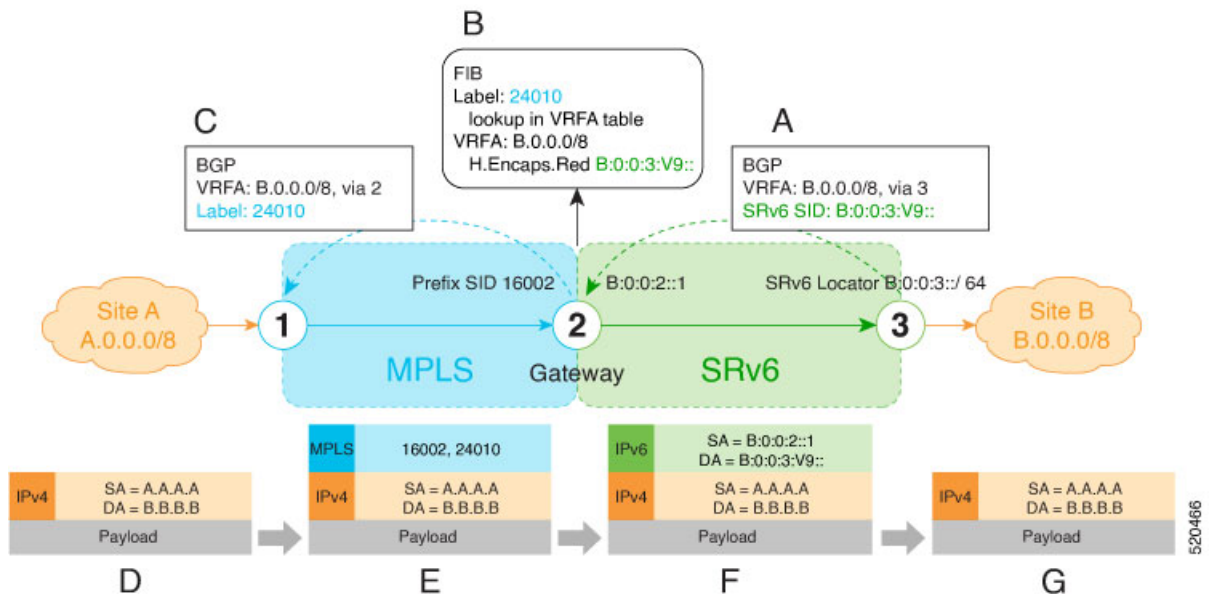 B
FIB
Label: 24010
lookup in VRFA table
VRFA: B.0.0.0/8
H.Encaps.Red B:0:0:3:V9::
C
BGP
VRFA: B.0.0.0/8, via 2
Label: 24010
A
BGP
VRFA: B.0.0.0/8, via 3
SRv6 SID: B:0:0:3:V9::
Prefix SID 16002
B:0:0:2::1
SRv6 Locator B:0:0:3::/ 64
Site A
A.0.0.0/8
1
2
3
Site B
B.0.0.0/8
MPLS
Gateway
SRv6
IPv4
SA = A.A.A.A
DA = B.B.B.B
Payload
D
MPLS
16002, 24010
IPv4
SA = A.A.A.A
DA = B.B.B.B
Payload
E
IPv6
SA = B:0:0:2::1
DA = B:0:0:3:V9::
IPv4
SA = A.A.A.A
DA = B.B.B.B
Payload
F
IPv4
SA = A.A.A.A
DA = B.B.B.B
Payload
G
520466